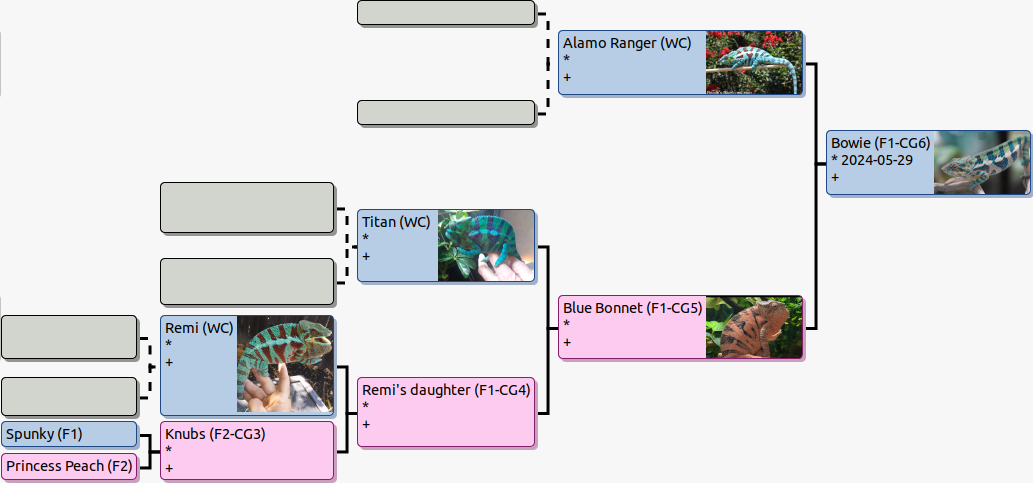 Alamo Ranger (WC)
*
+
Bowie (F1-CG6)
* 2024-05-29
+
Titan (WC)
*
+
Blue Bonnet (F1-CG5)
*
+
Remi (WC)
*
+
Remi's daughter (F1-CG4)
*
+
Spunky (F1)
Princess Peach (F2)
Knubs (F2-CG3)
*
+